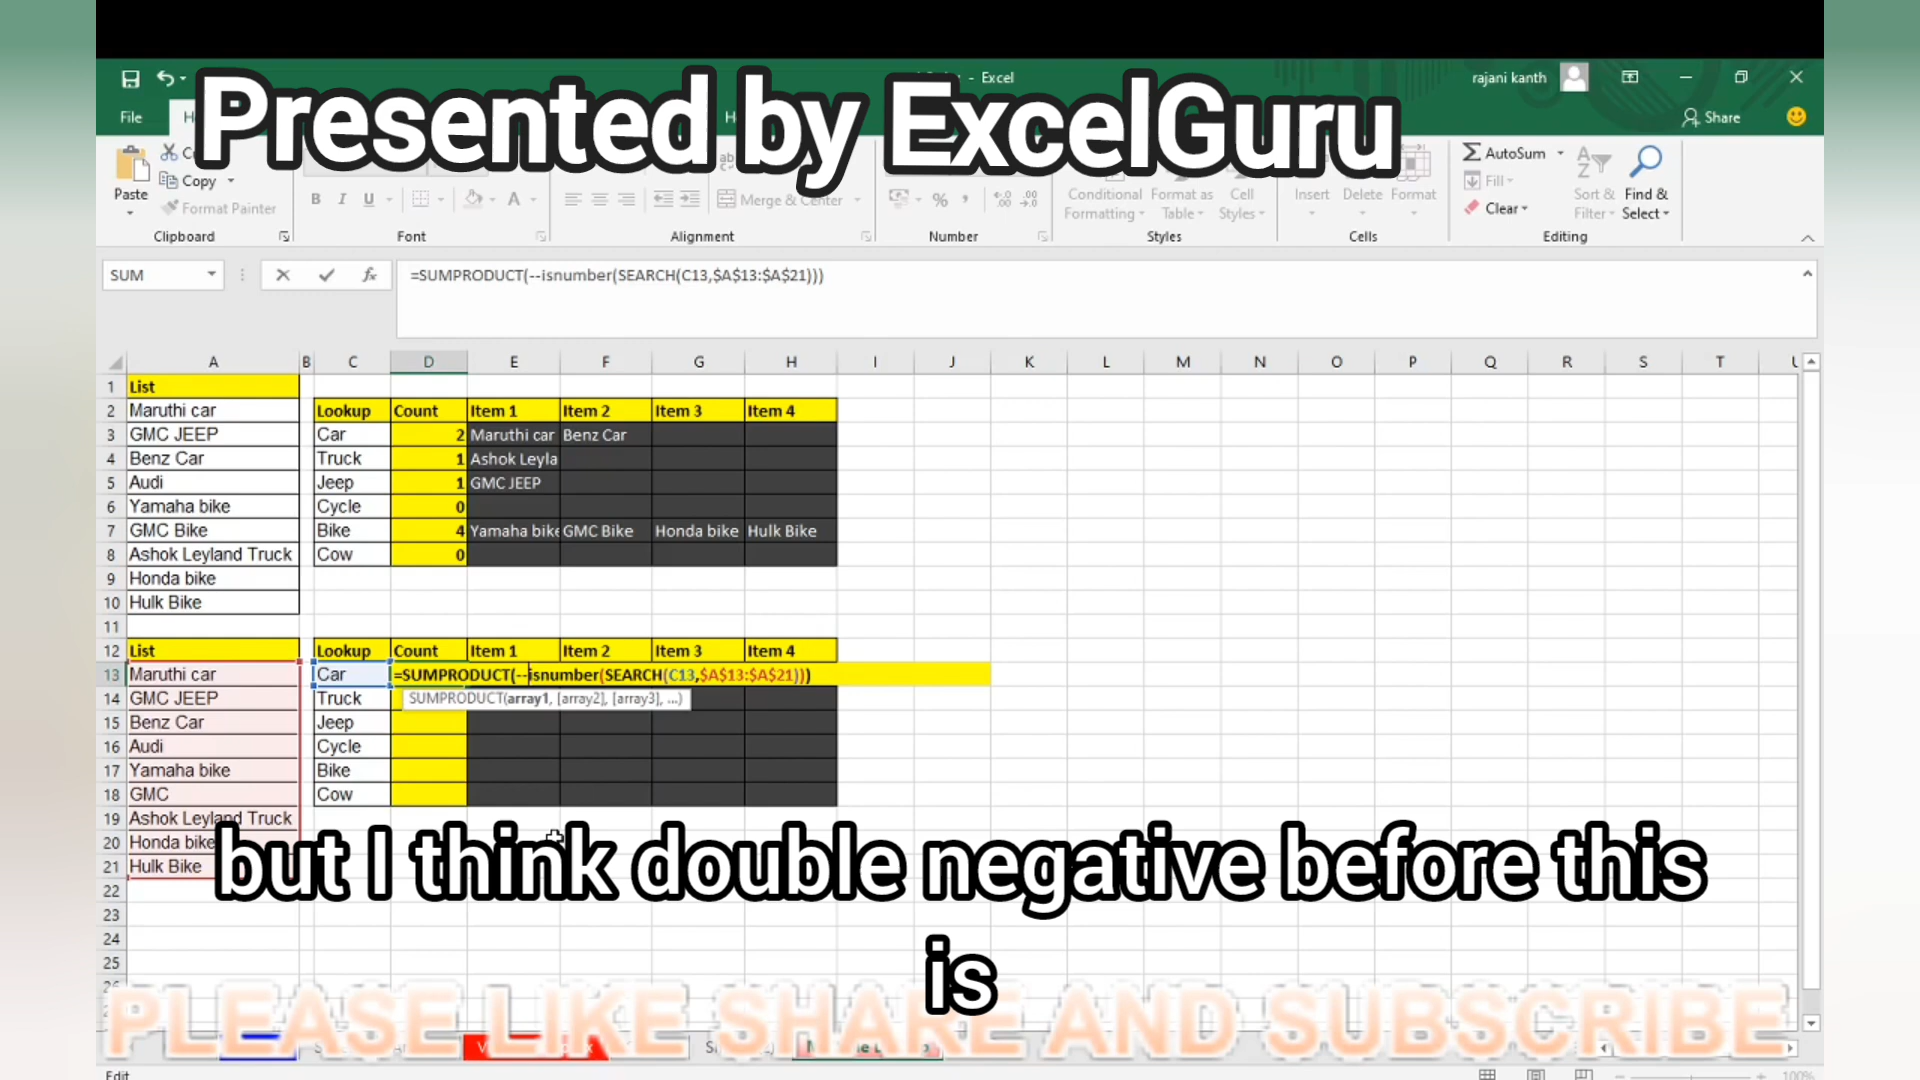 - Excel
rajani kanth
Presented by ExcelGuru
File
Share
Paste
Copy
Format Painter
Clipboard
B I U
A
Font
Merge & Center
Alignment
%
Number
Conditional Formatting
Format as Table
Cell Styles
Styles
Insert Delete Format
Cells
AutoSum
Fill
Clear
Sort & Filter
Find & Select
Editing
SUM
fx
=SUMPRODUCT(--isnumber(SEARCH(C13,$A$13:$A$21)))
A B C D E F G H I J K L M N O P Q R S T U
1 List
2 Maruthi car Lookup Count Item 1 Item 2 Item 3 Item 4
3 GMC JEEP Car 2 Maruthi car Benz Car
4 Benz Car Truck 1 Ashok Leyla
5 Audi Jeep 1 GMC JEEP
6 Yamaha bike Cycle 0
7 GMC Bike Bike 4 Yamaha bike GMC Bike Honda bike Hulk Bike
8 Ashok Leyland Truck Cow 0
9 Honda bike
10 Hulk Bike
11
12 List Lookup Count Item 1 Item 2 Item 3 Item 4
13 Maruthi car Car =SUMPRODUCT(--isnumber(SEARCH(C13,$A$13:$A$21)))
14 GMC JEEP Truck SUMPRODUCT(array1, [array2], [array3], ...)
15 Benz Car Jeep
16 Audi Cycle
17 Yamaha bike Bike
18 GMC Cow
19 Ashok Leyland Truck
20 Honda bike
21 Hulk Bike
but I think double negative before this
is
22
23
24
25
PLEASE LIKE SHARE AND SUBSCRIBE
Edit
100%